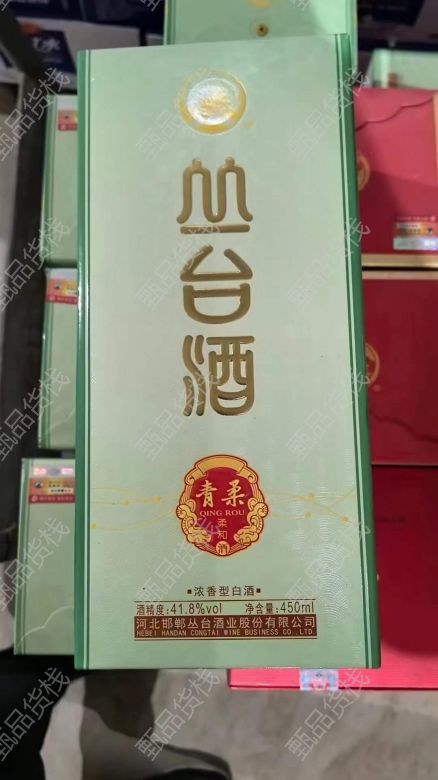 丛台酒
青柔
QING ROU
柔和
酒
·浓香型白酒·
酒精度:41.8%vol 净含量:450ml
河北邯郸丛台酒业股份有限公司
HEBEI HANDAN CONGTAI WINE BUSINESS CO.,LTD
甄品货栈